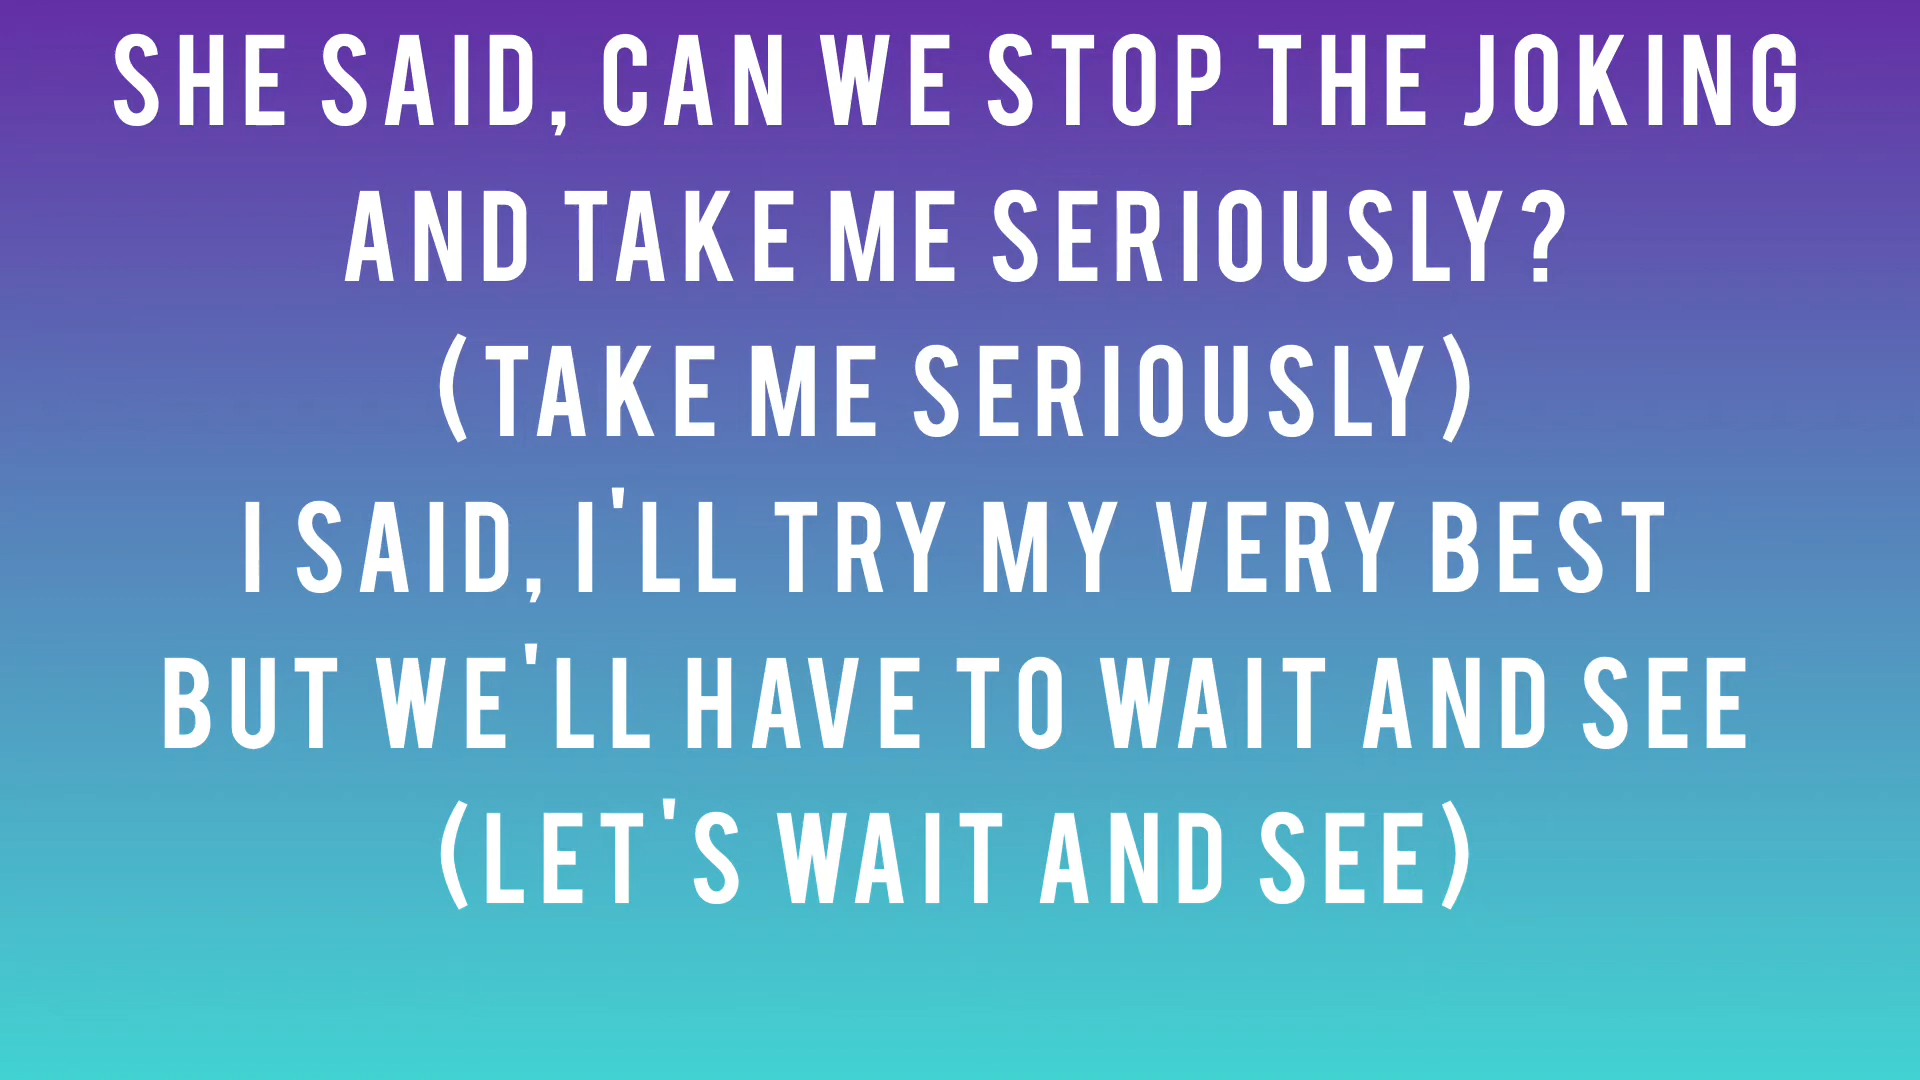 SHE SAID, CAN WE STOP THE JOKING
AND TAKE ME SERIOUSLY?
(TAKE ME SERIOUSLY)
I SAID, I'LL TRY MY VERY BEST
BUT WE'LL HAVE TO WAIT AND SEE
(LET'S WAIT AND SEE)